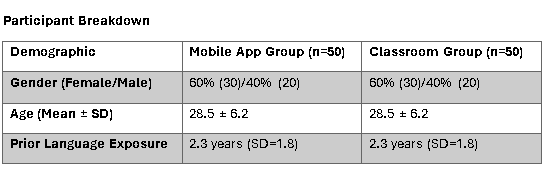 Participant Breakdown
Demographic Mobile App Group (n=50) Classroom Group (n=50)
Gender (Female/Male) 60% (30)/40% (20) 60% (30)/40% (20)
Age (Mean ± SD) 28.5 ± 6.2 28.5 ± 6.2
Prior Language Exposure 2.3 years (SD=1.8) 2.3 years (SD=1.8)